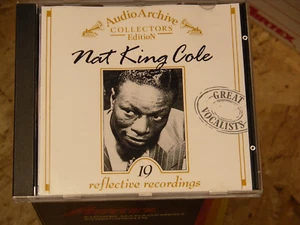 AudioArchive
COLLECTORS
EditioN
Nat King Cole
GREAT
VOCALISTS
19
reflective recordings